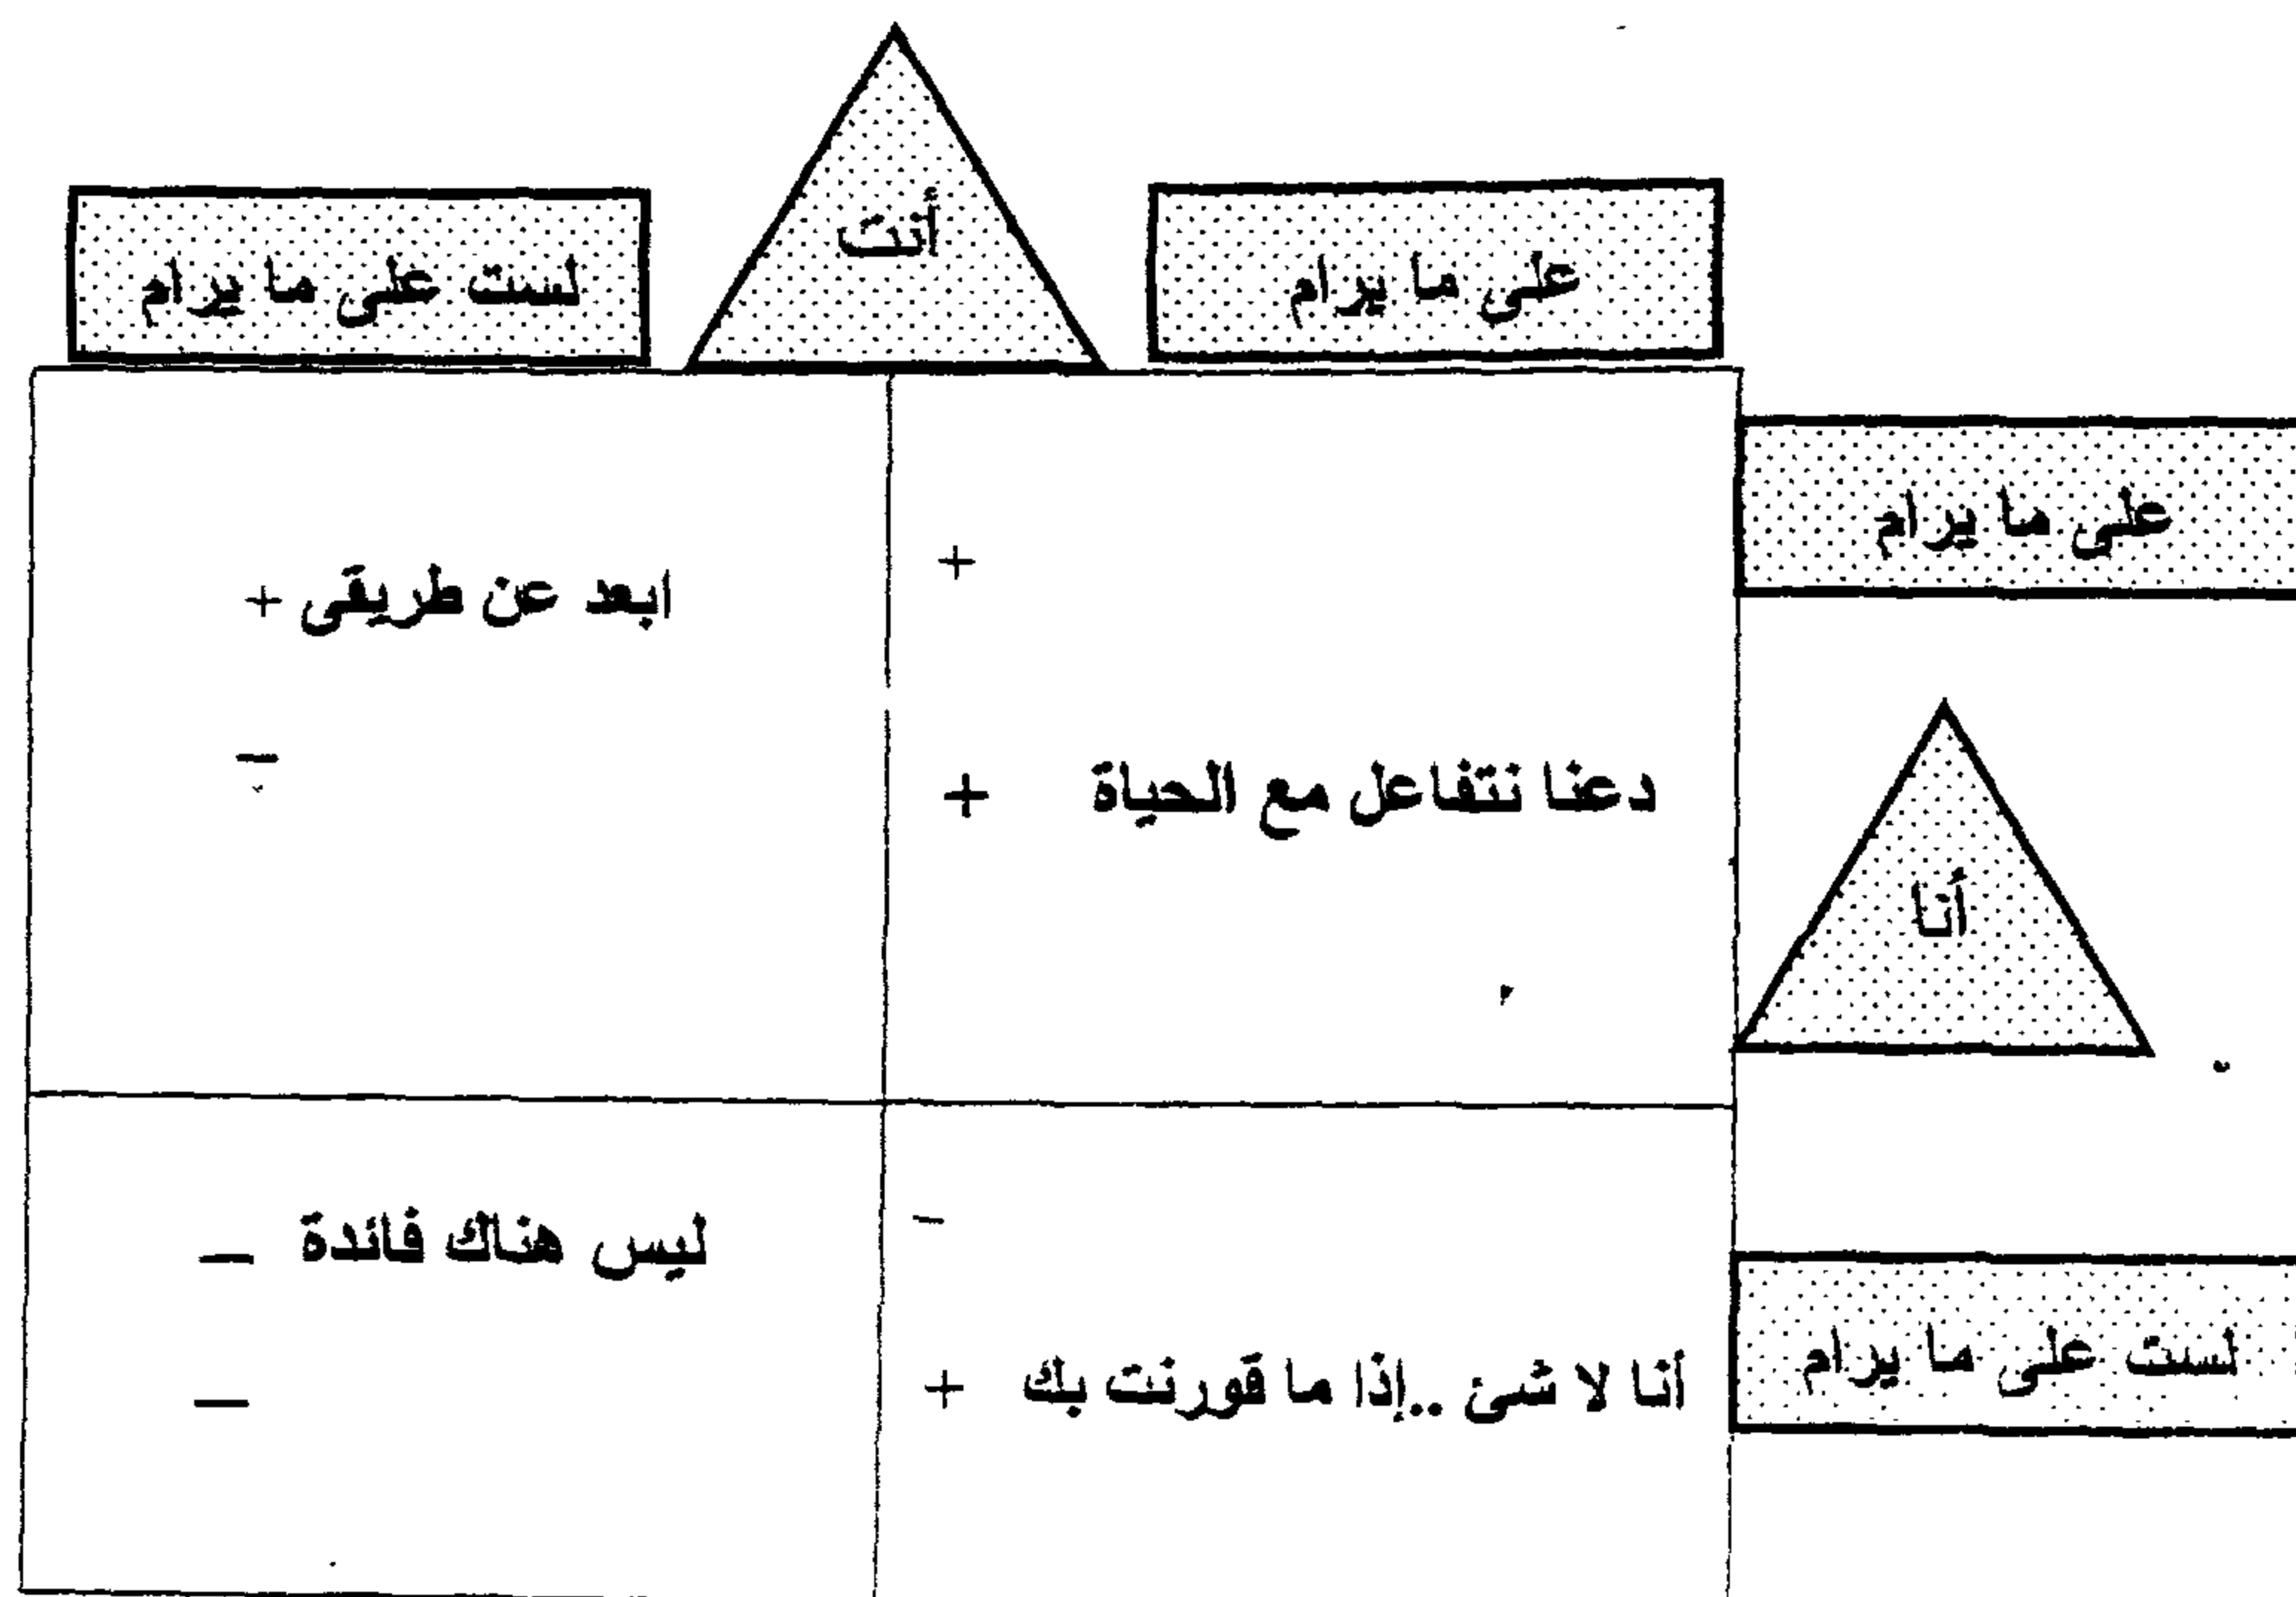 أنت
على ما يرام
لست على ما يرام
على ما يرام
+
ابعد عن طريقى +
دعنا نتفاعل مع الحياة +
−
أنا
−
ليس هناك فائدة −
أنا لا شئ ..إذا ما قورنت بك +
−
لست على ما يرام